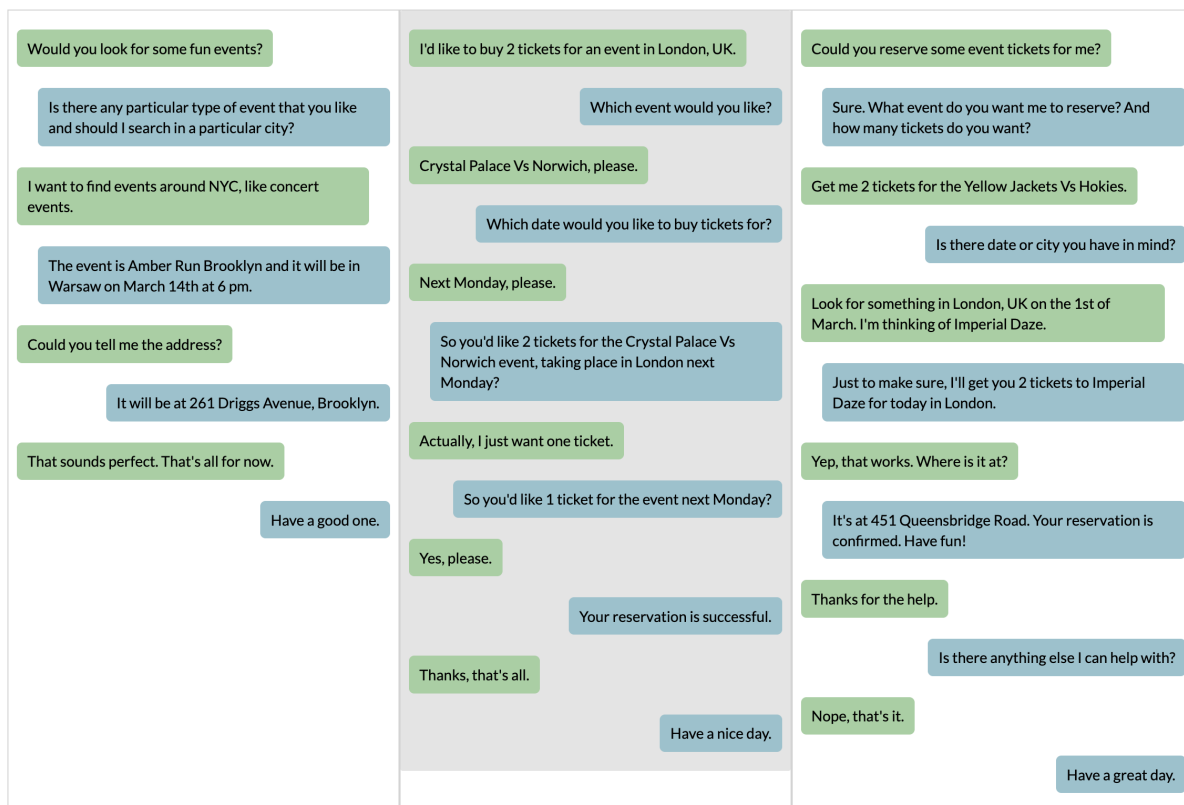 Would you look for some fun events?
Is there any particular type of event that you like
and should I search in a particular city?
I want to find events around NYC, like concert
events.
The event is Amber Run Brooklyn and it will be in
Warsaw on March 14th at 6 pm.
Could you tell me the address?
It will be at 261 Driggs Avenue, Brooklyn.
That sounds perfect. That's all for now.
Have a good one.
I'd like to buy 2 tickets for an event in London, UK.
Which event would you like?
Crystal Palace Vs Norwich, please.
Which date would you like to buy tickets for?
Next Monday, please.
So you'd like 2 tickets for the Crystal Palace Vs
Norwich event, taking place in London next
Monday?
Actually, I just want one ticket.
So you'd like 1 ticket for the event next Monday?
Yes, please.
Your reservation is successful.
Thanks, that's all.
Have a nice day.
Could you reserve some event tickets for me?
Sure. What event do you want me to reserve? And
how many tickets do you want?
Get me 2 tickets for the Yellow Jackets Vs Hokies.
Is there date or city you have in mind?
Look for something in London, UK on the 1st of
March. I'm thinking of Imperial Daze.
Just to make sure, I'll get you 2 tickets to Imperial
Daze for today in London.
Yep, that works. Where is it at?
It's at 451 Queensbridge Road. Your reservation is
confirmed. Have fun!
Thanks for the help.
Is there anything else I can help with?
Nope, that's it.
Have a great day.